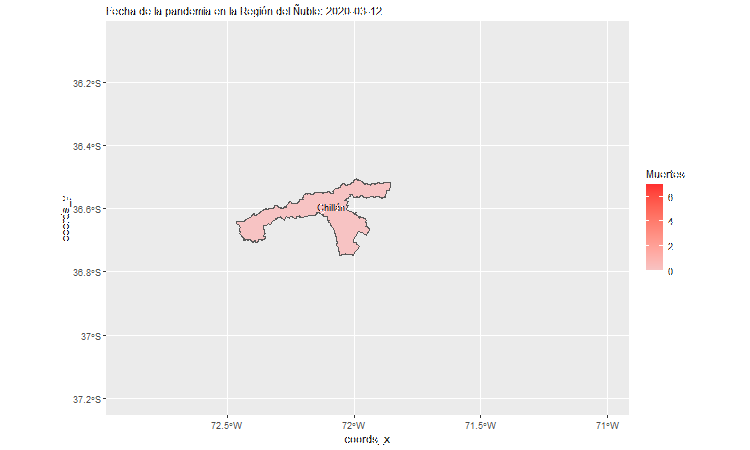 Fecha de la pandemia en la Región del Ñuble: 2020-03-12
36.2°S
36.4°S
36.6°S
36.8°S
37°S
37.2°S
coords_y
Chillán
72.5°W
72°W
71.5°W
71°W
coords_x
Muertes
6
4
2
0